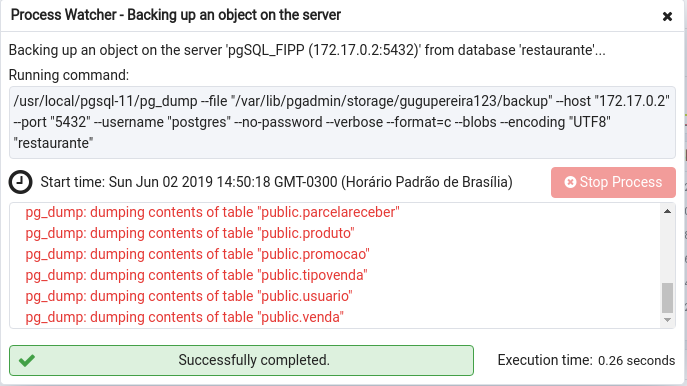 Process Watcher - Backing up an object on the server
Backing up an object on the server 'pgSQL_FIPP (172.17.0.2:5432)' from database 'restaurante'...
Running command:
/usr/local/pgsql-11/pg_dump --file "/var/lib/pgadmin/storage/gugupereira123/backup" --host "172.17.0.2"
--port "5432" --username "postgres" --no-password --verbose --format=c --blobs --encoding "UTF8"
"restaurante"
Start time: Sun Jun 02 2019 14:50:18 GMT-0300 (Horário Padrão de Brasília)
Stop Process
pg_dump: dumping contents of table "public.parcelareceber"
pg_dump: dumping contents of table "public.produto"
pg_dump: dumping contents of table "public.promocao"
pg_dump: dumping contents of table "public.tipovenda"
pg_dump: dumping contents of table "public.usuario"
pg_dump: dumping contents of table "public.venda"
Successfully completed.
Execution time: 0.26 seconds